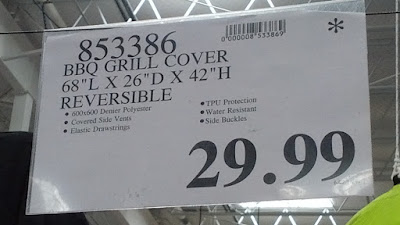 853386
0000008533869
*
BBQ GRILL COVER
68"L X 26"D X 42"H
REVERSIBLE
• 600x600 Denier Polyester
• Covered Side Vents
• Elastic Drawstrings
• TPU Protection
• Water Resistant
• Side Buckles
29.99